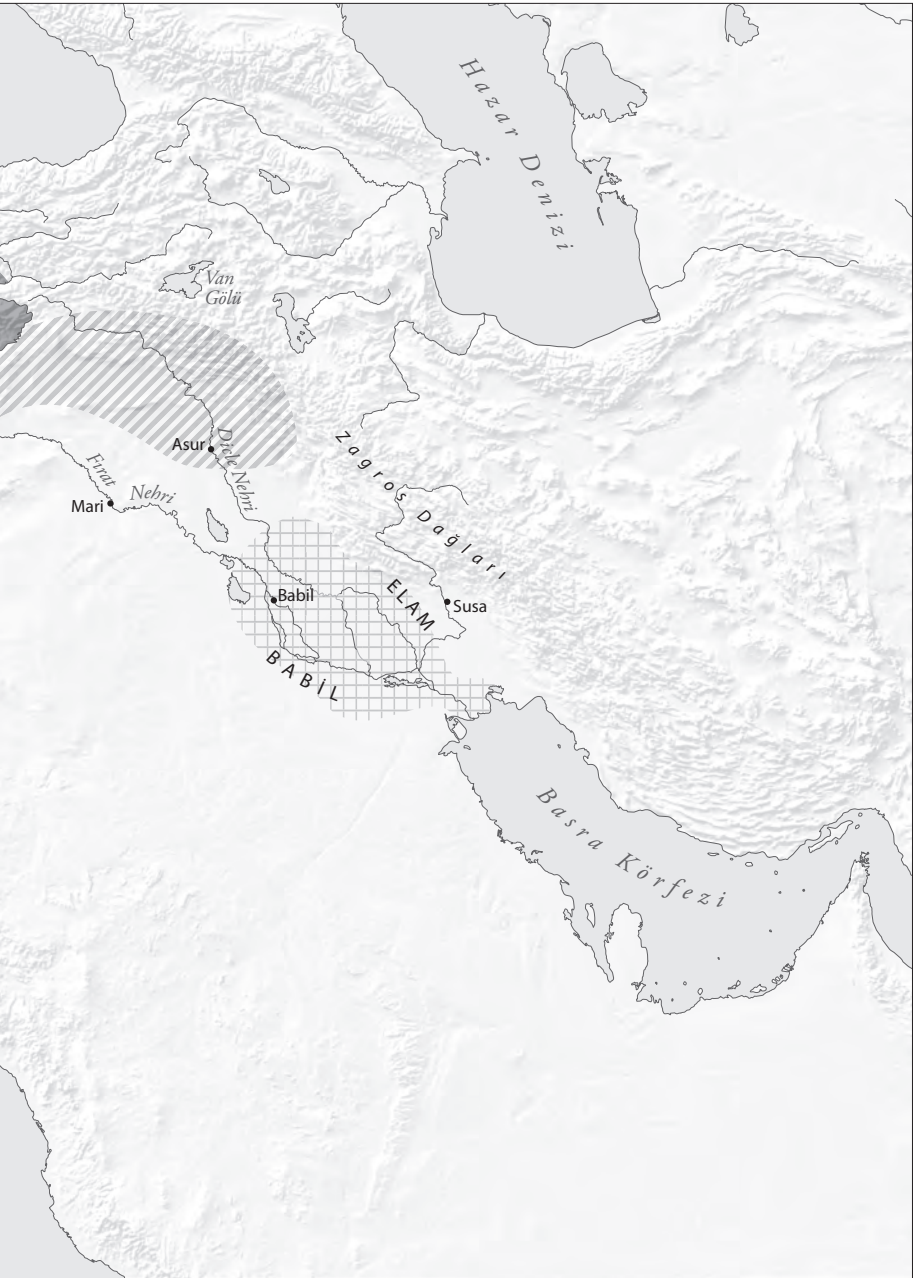 Hazar Denizi
Van
Gölü
Zagros Dağları
Asur
Dicle Nehri
Fırat Nehri
Mari
ELAM
Babil
Susa
BABİL
Basra Körfezi